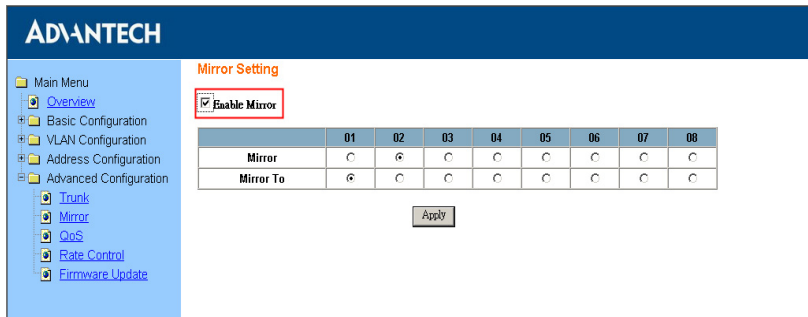 ADVANTECH
Main Menu
Overview
Basic Configuration
VLAN Configuration
Address Configuration
Advanced Configuration
Trunk
Mirror
QoS
Rate Control
Firmware Update
Mirror Setting
Enable Mirror
01 02 03 04 05 06 07 08
Mirror
Mirror To
Apply